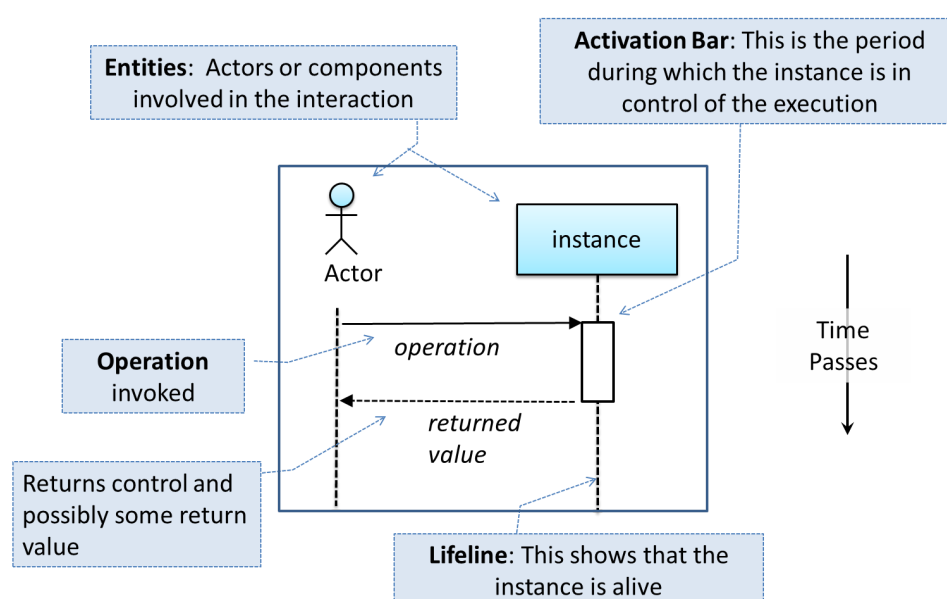 Entities: Actors or components
involved in the interaction
Activation Bar: This is the period
during which the instance is in
control of the execution
Actor
instance
operation
Operation
invoked
returned
value
Time
Passes
Returns control and
possibly some return
value
Lifeline: This shows that the
instance is alive